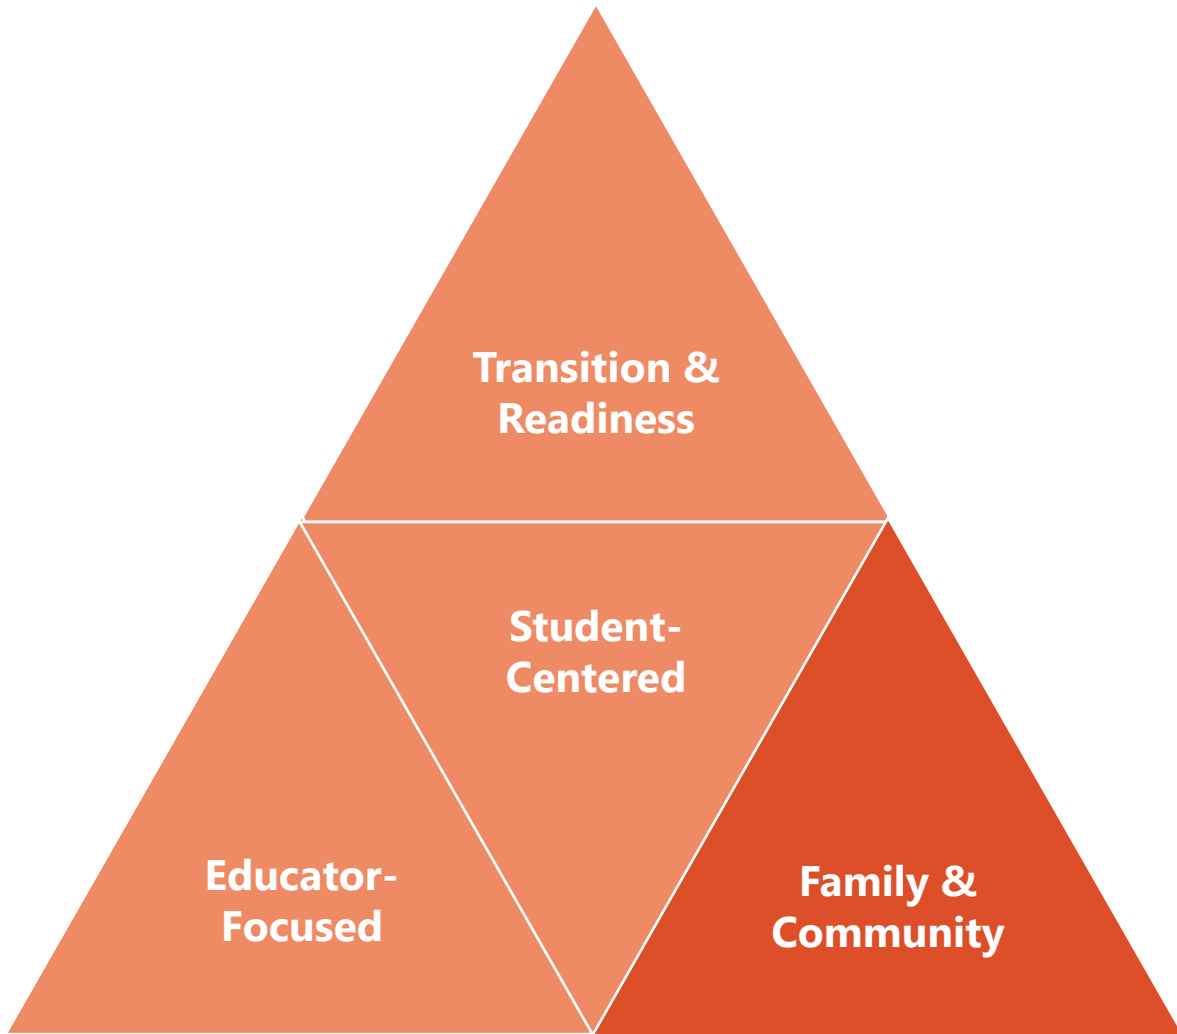 Transition &
Readiness
Student-
Centered
Educator-
Focused
Family &
Community